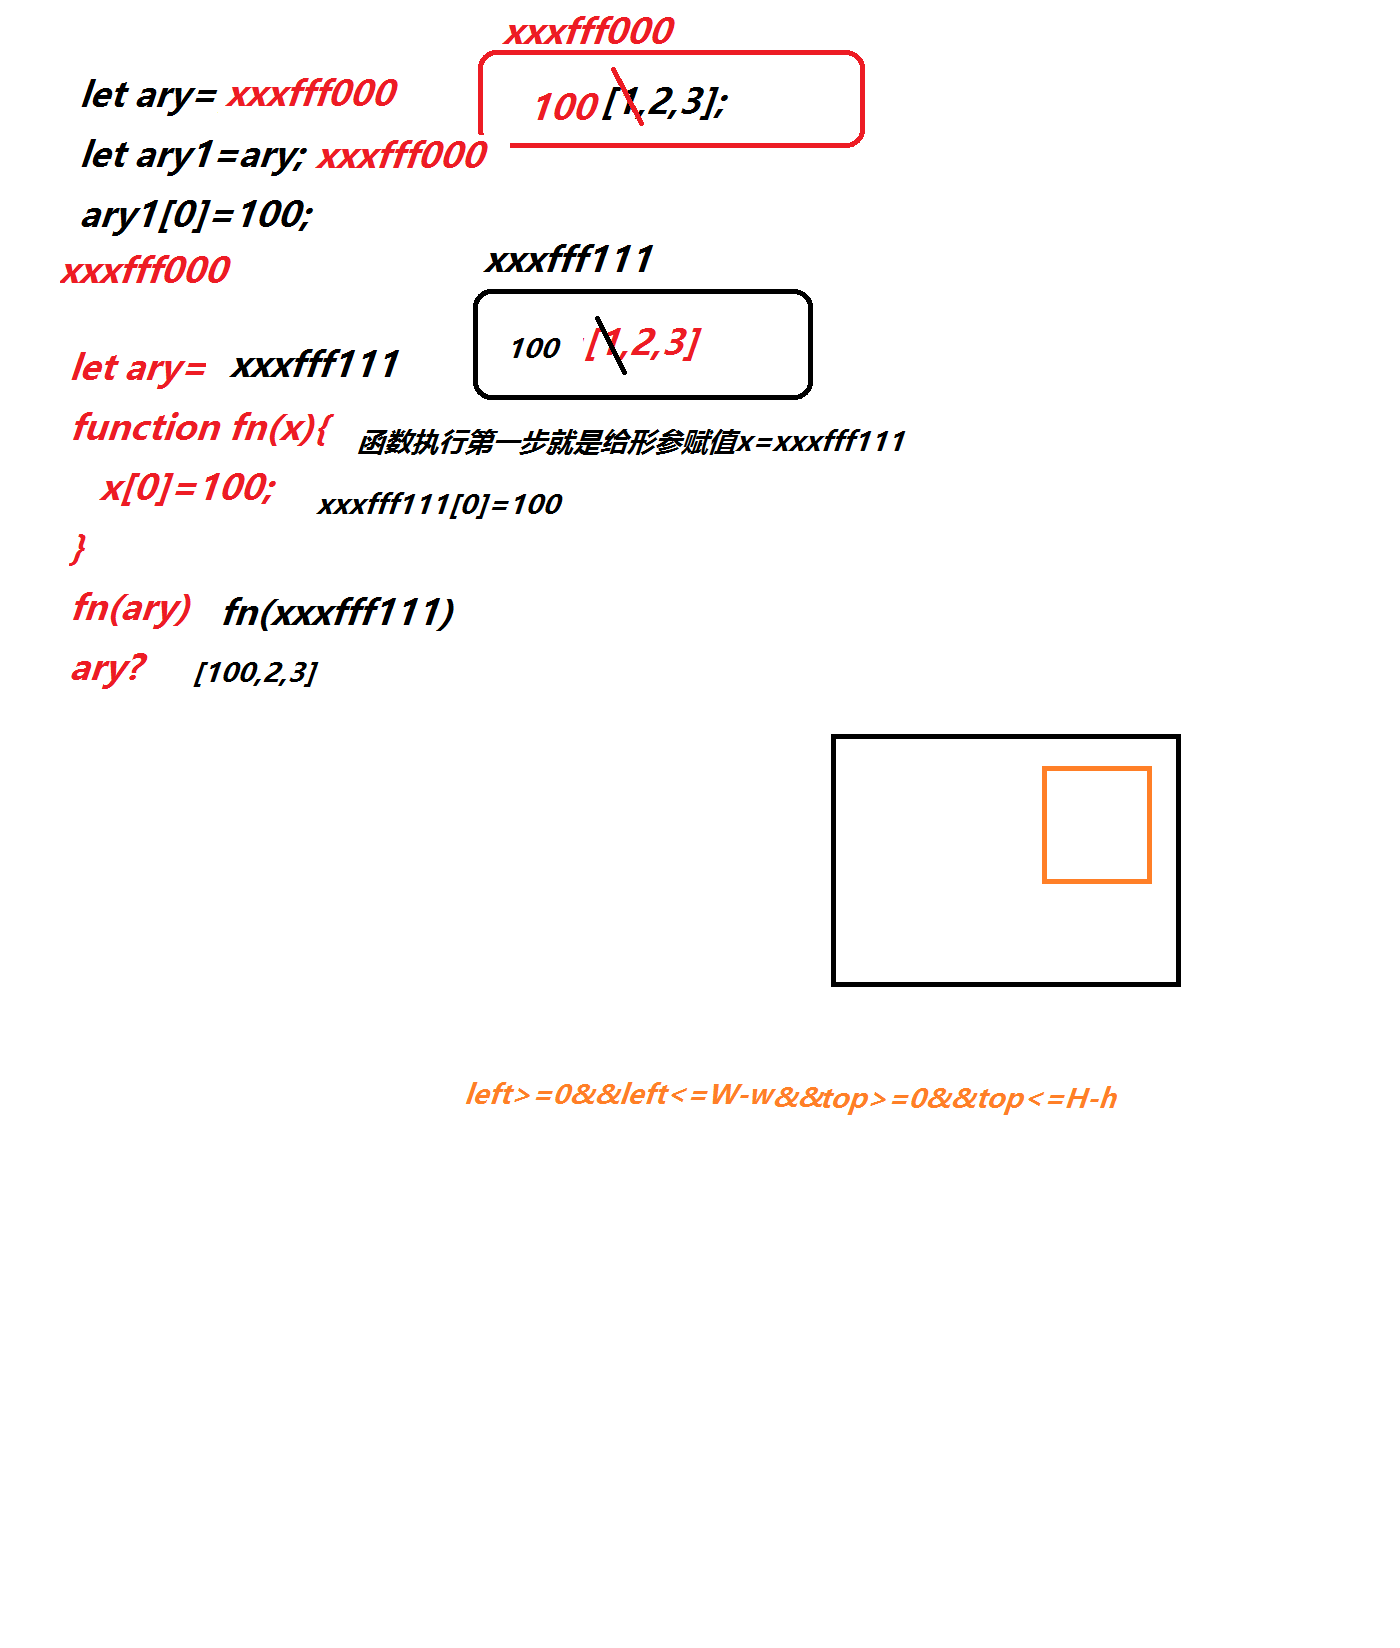 xxxfff000
let ary= xxxfff000
100 [1,2,3];
let ary1=ary; xxxfff000
ary1[0]=100;
xxxfff000
xxxfff111
100 [1,2,3]
let ary= xxxfff111
function fn(x){ 函数执行第一步就是给形参赋值x=xxxfff111
x[0]=100; xxxfff111[0]=100
}
fn(ary) fn(xxxfff111)
ary? [100,2,3]
left>=0&&left<=W-w&&top>=0&&top<=H-h